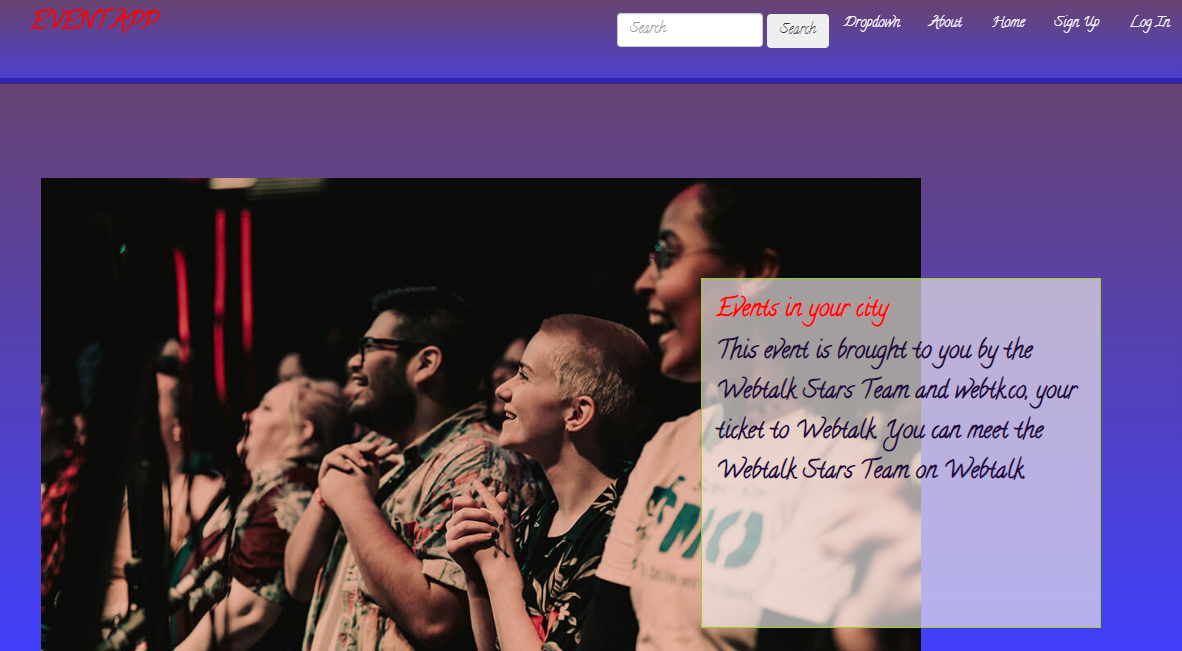 EVENT APP
Search Search Dropdown About Home Sign Up Log In
Events in your city
This event is brought to you by the
Webtalk Stars Team and webtk.co, your
ticket to Webtalk. You can meet the
Webtalk Stars Team on Webtalk.